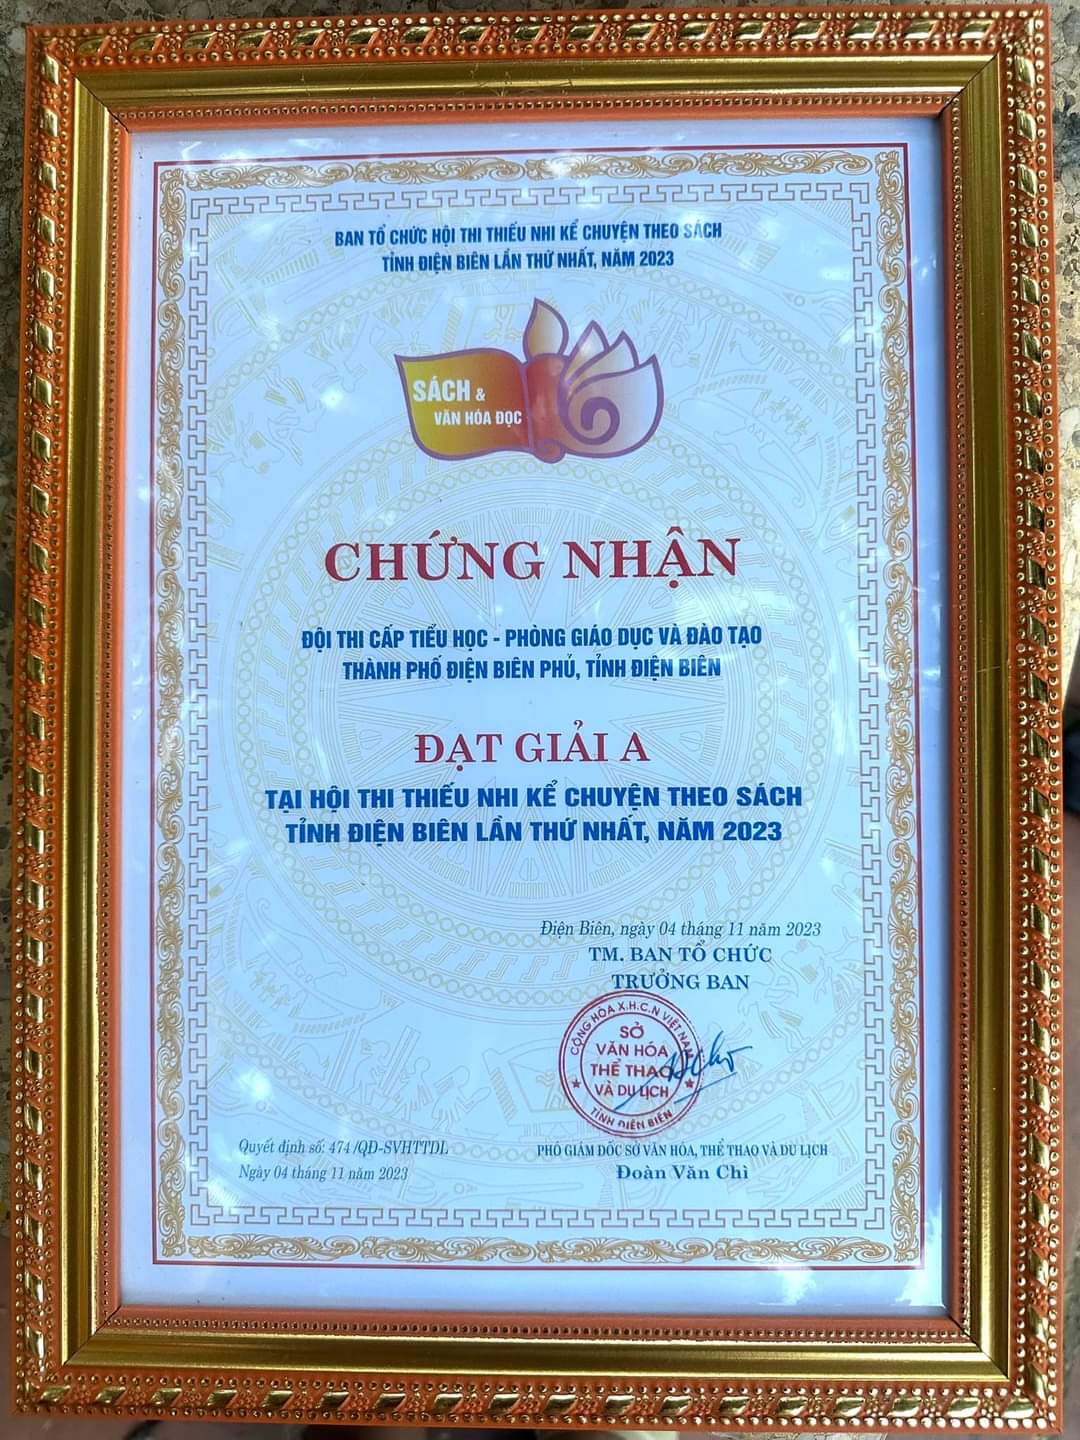 BAN TỔ CHỨC HỘI THI THIẾU NHI KỂ CHUYỆN THEO SÁCH
TỈNH ĐIỆN BIÊN LẦN THỨ NHẤT, NĂM 2023
SÁCH &
VĂN HÓA ĐỌC
CHỨNG NHẬN
ĐỘI THI CẤP TIỂU HỌC - PHÒNG GIÁO DỤC VÀ ĐÀO TẠO
THÀNH PHỐ ĐIỆN BIÊN PHỦ, TỈNH ĐIỆN BIÊN
ĐẠT GIẢI A
TẠI HỘI THI THIẾU NHI KỂ CHUYỆN THEO SÁCH
TỈNH ĐIỆN BIÊN LẦN THỨ NHẤT, NĂM 2023
Điện Biên, ngày 04 tháng 11 năm 2023
TM. BAN TỔ CHỨC
TRƯỞNG BAN
CỘNG HÒA X.H.C.N VIỆT NAM
SỞ
VĂN HÓA
THỂ THAO
VÀ DU LỊCH
TỈNH ĐIỆN BIÊN
Quyết định số: 474 /QĐ-SVHTTDL
Ngày 04 tháng 11 năm 2023
PHÓ GIÁM ĐỐC SỞ VĂN HÓA, THỂ THAO VÀ DU LỊCH
Đoàn Văn Chì